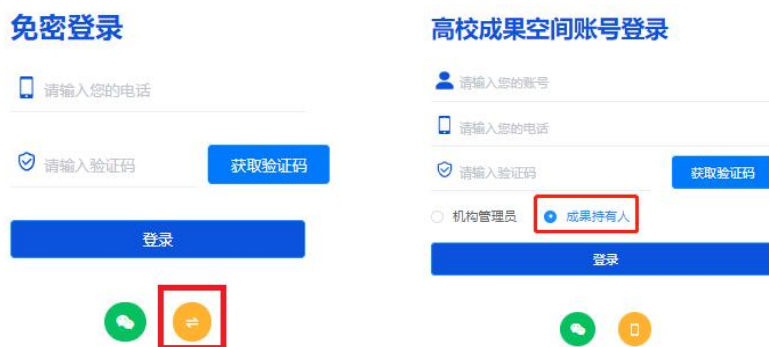 免密登录
请输入您的电话
请输入验证码
获取验证码
登录
高校成果空间账号登录
请输入您的账号
请输入您的电话
请输入验证码
获取验证码
机构管理员
成果持有人
登录